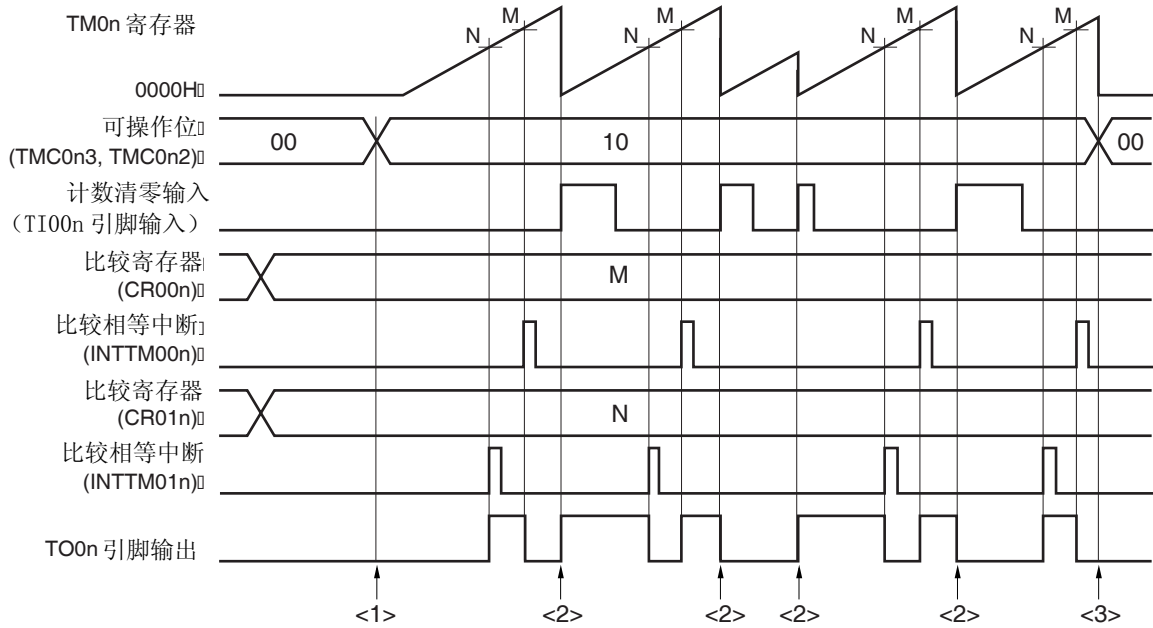 TM0n 寄存器
M
N
M
N
M
N
M
N
0000H
可操作位
(TMC0n3, TMC0n2)
00
10
00
计数清零输入
（TI00n 引脚输入）
比较寄存器
(CR00n)
M
比较相等中断
(INTTM00n)
比较寄存器
(CR01n)
N
比较相等中断
(INTTM01n)
TO0n 引脚输出
<1>
<2>
<2>
<2>
<2>
<3>